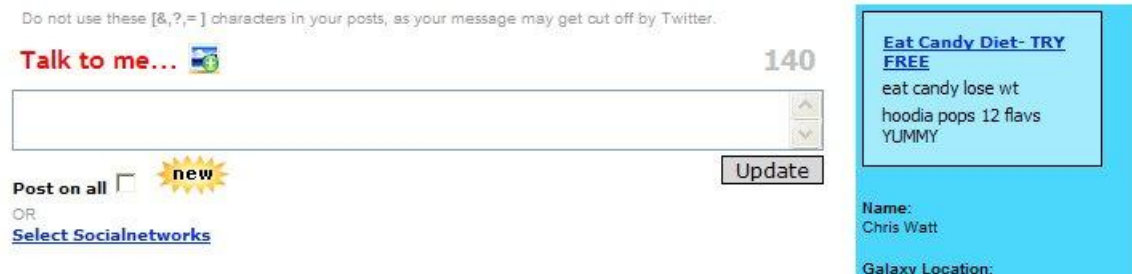 Do not use these [&,?,= ] characters in your posts, as your message may get cut off by Twitter.
Talk to me...
140
Post on all
new
Update
OR
Select Socialnetworks
Eat Candy Diet- TRY
FREE
eat candy lose wt
hoodia pops 12 flavs
YUMMY
Name:
Chris Watt
Galaxy Location: